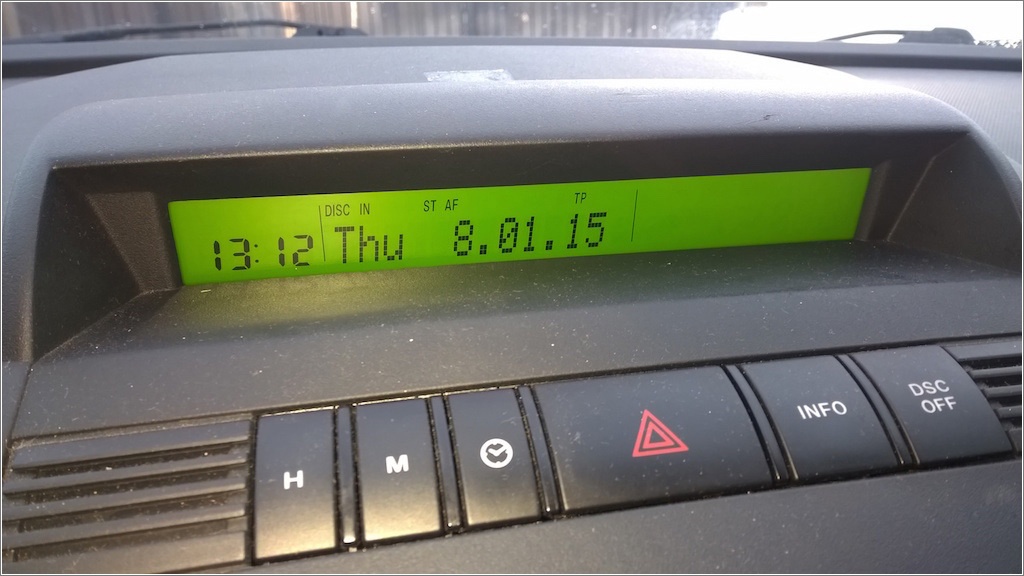 DISC IN ST AF TP
13:12 Thu 8.01.15
H M INFO DSC OFF